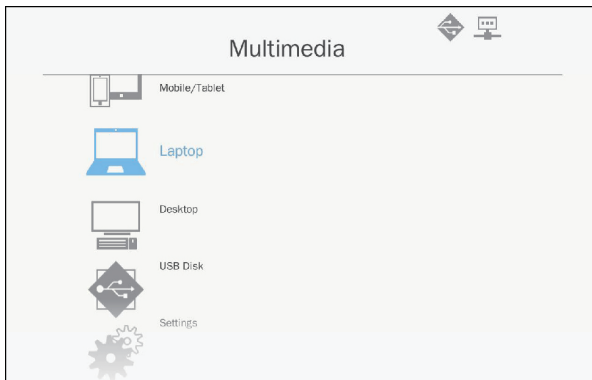 Multimedia
Mobile/Tablet
Laptop
Desktop
USB Disk
Settings